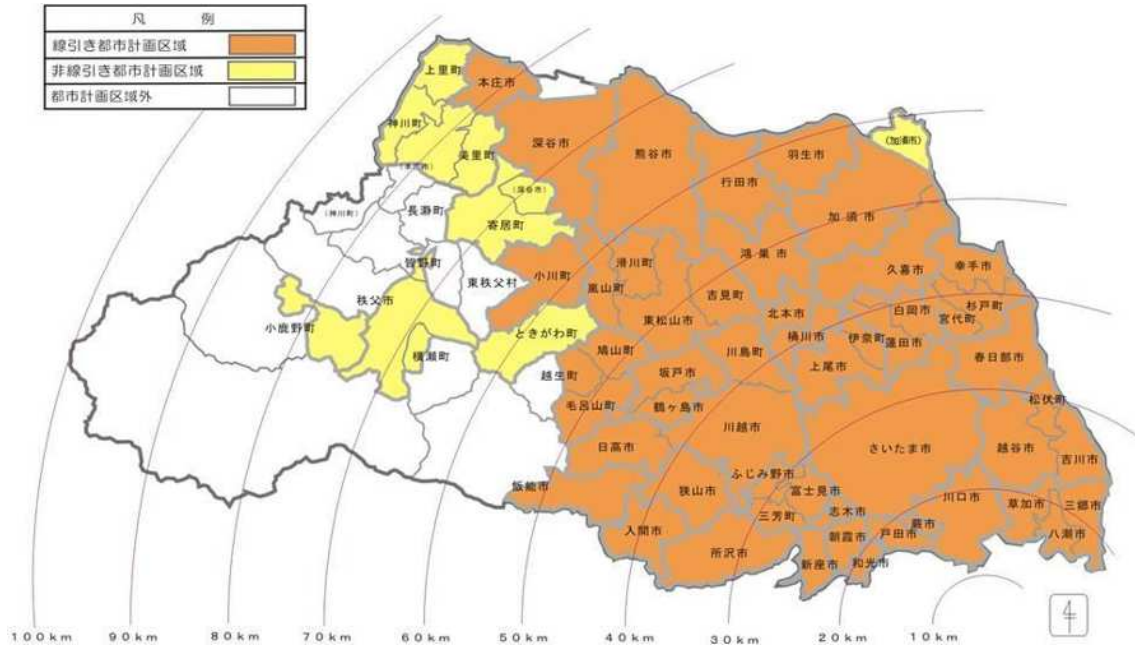 凡 例
線引き都市計画区域
非線引き都市計画区域
都市計画区域外
上里町
本庄市
神川町
美里町
深谷市
熊谷市
羽生市
(加須市)
行田市
(本庄市)
(深谷市)
長瀞町
(神川町)
寄居町
加須市
鴻巣市
皆野町
東秩父村
小川町
滑川町
嵐山町
吉見町
久喜市
幸手市
秩父市
小鹿野町
ときがわ町
東松山市
北本市
白岡市
杉戸町
宮代町
横瀬町
鳩山町
川島町
桶川市
伊奈町
蓮田市
春日部市
越生町
坂戸市
上尾市
毛呂山町
鶴ヶ島市
松伏町
川越市
日高市
さいたま市
越谷市
吉川市
飯能市
狭山市
ふじみ野市
富士見市
川口市
三芳町
志木市
蕨市
草加市
三郷市
入間市
朝霞市
戸田市
八潮市
所沢市
新座市
和光市
100km 90km 80km 70km 60km 50km 40km 30km 20km 10km